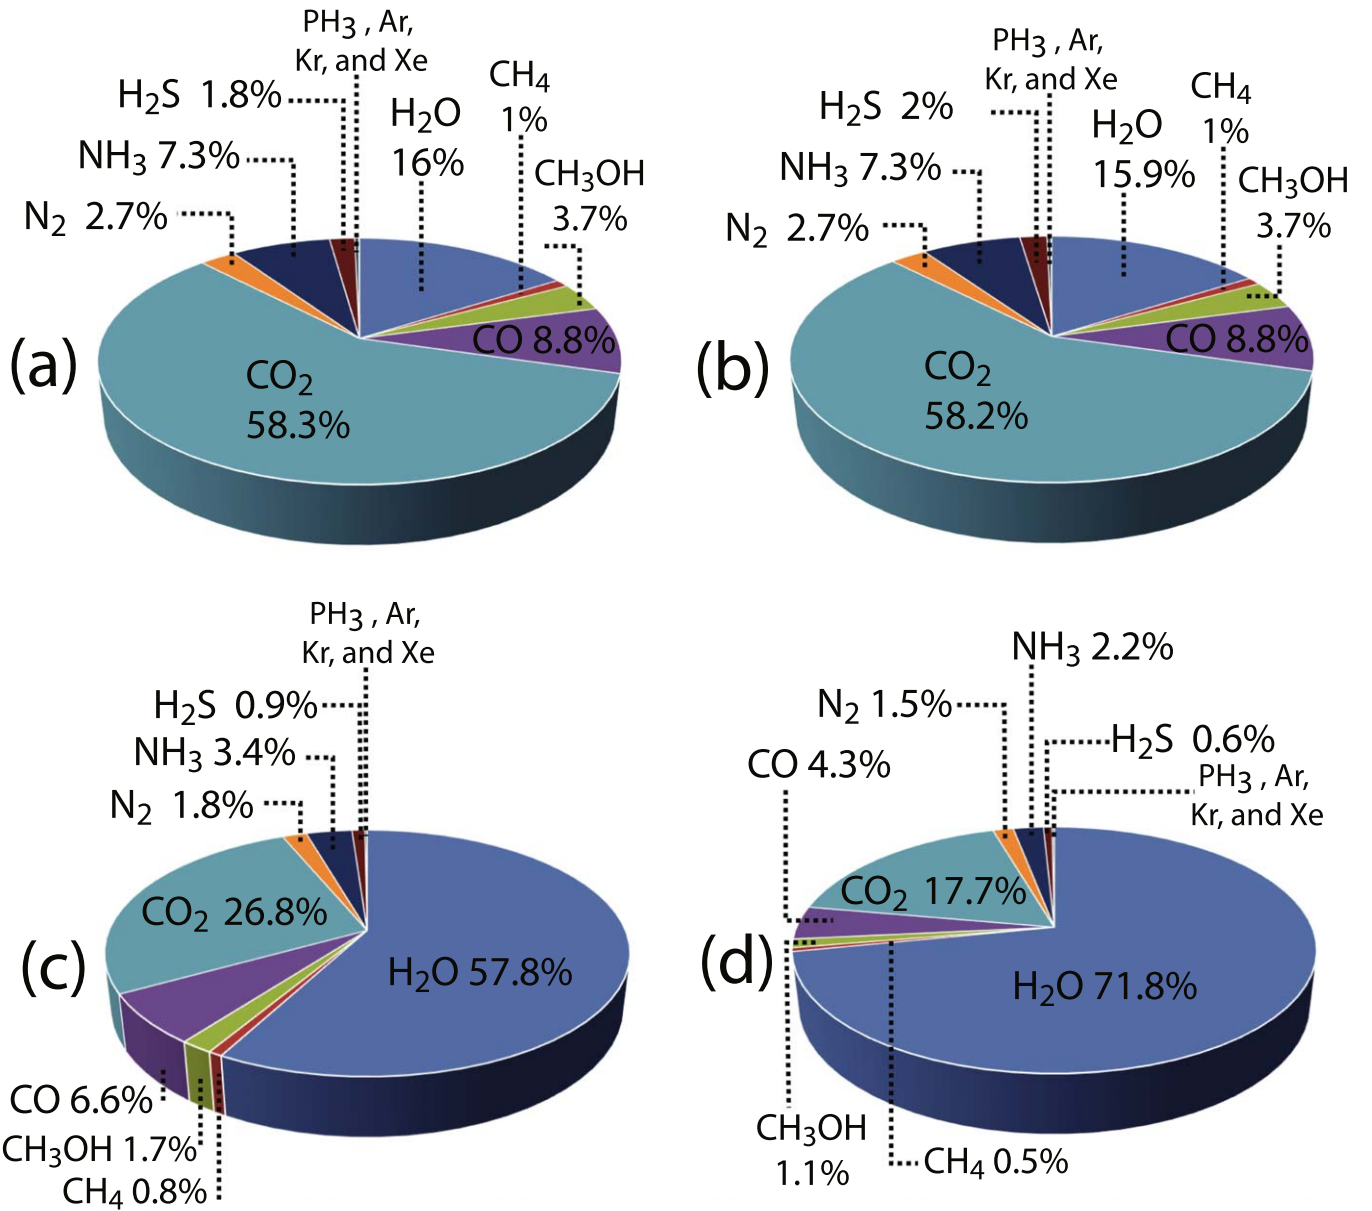 PH3 , Ar,
Kr, and Xe
H2S 1.8%
NH3 7.3%
N2 2.7%
H2O
16%
CH4
1%
CH3OH
3.7%
CO 8.8%
CO2
58.3%
(a)
PH3 , Ar,
Kr, and Xe
H2S 2%
NH3 7.3%
N2 2.7%
H2O
15.9%
CH4
1%
CH3OH
3.7%
CO 8.8%
CO2
58.2%
(b)
PH3 , Ar,
Kr, and Xe
H2S 0.9%
NH3 3.4%
N2 1.8%
CO2 26.8%
H2O 57.8%
(c)
CO 6.6%
CH3OH 1.7%
CH4 0.8%
NH3 2.2%
N2 1.5%
H2S 0.6%
CO 4.3%
PH3 , Ar,
Kr, and Xe
CO2 17.7%
(d)
H2O 71.8%
CH3OH
1.1%
CH4 0.5%